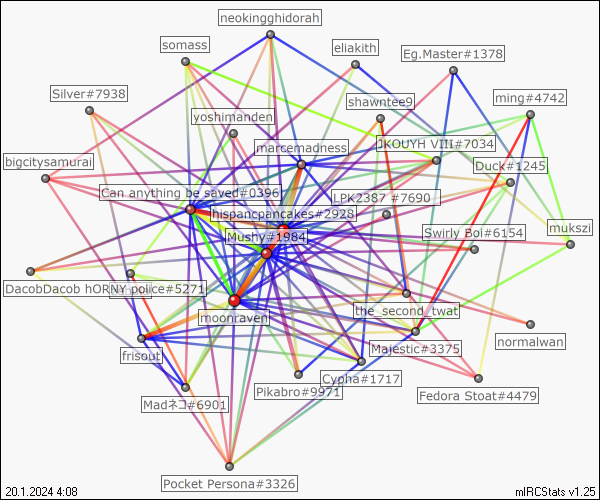 neokingghidorah
somass
eliakith
Eg.Master#1378
Silver#7938
ming#4742
shawntee9
yoshimanden
JKOUYH VIII#7034
marcemadness
bigcitysamurai
Duck#1245
Can anything be saved#0396
LPK2387 #7690
hispancpancakes#2928
mukszi
Swirly Boi#6154
Mushy#1984
DacobDacob hORNY police#5271
the_second_twat
moonraven
normalwan
frisout
Majestic#3375
Cypha#1717
Pikabro#9971
Fedora Stoat#4479
Madネコ#6901
Pocket Persona#3326
20.1.2024 4:08
mIRCStats v1.25